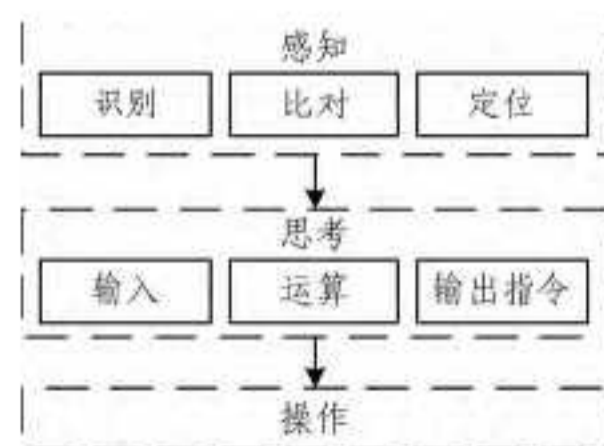 感知
识别 比对 定位
思考
输入 运算 输出指令
操作